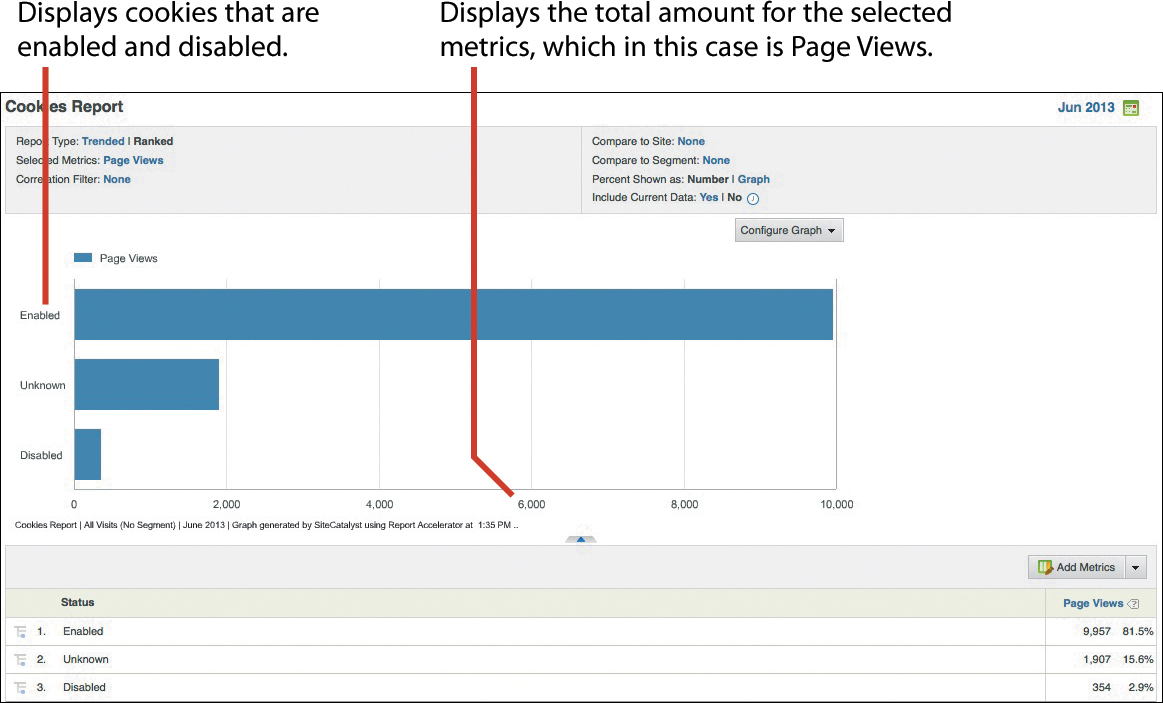 Displays cookies that are
enabled and disabled.
Displays the total amount for the selected
metrics, which in this case is Page Views.
Cookies Report
Jun 2013
Report Type: Trended | Ranked
Selected Metrics: Page Views
Correlation Filter: None
Compare to Site: None
Compare to Segment: None
Percent Shown as: Number | Graph
Include Current Data: Yes | No i
Configure Graph
Page Views
Enabled
Unknown
Disabled
0 2,000 4,000 6,000 8,000 10,000
Cookies Report | All Visits (No Segment) | June 2013 | Graph generated by SiteCatalyst using Report Accelerator at 1:35 PM ..
Add Metrics
Status Page Views ?
1. Enabled 9,957 81.5%
2. Unknown 1,907 15.6%
3. Disabled 354 2.9%